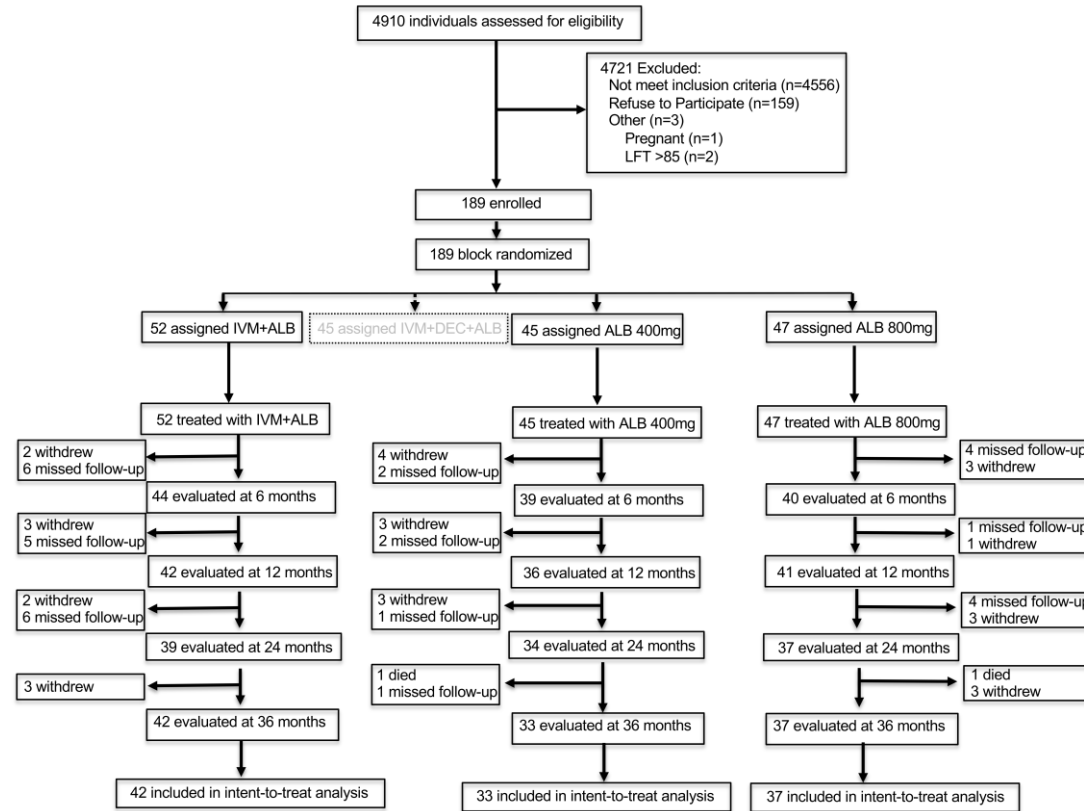 4910 individuals assessed for eligibility
4721 Excluded:
Not meet inclusion criteria (n=4556)
Refuse to Participate (n=159)
Other (n=3)
Pregnant (n=1)
LFT >85 (n=2)
189 enrolled
189 block randomized
52 assigned IVM+ALB
45 assigned IVM+DEC+ALB
45 assigned ALB 400mg
47 assigned ALB 800mg
52 treated with IVM+ALB
45 treated with ALB 400mg
47 treated with ALB 800mg
2 withdrew
6 missed follow-up
4 withdrew
2 missed follow-up
4 missed follow-up
3 withdrew
44 evaluated at 6 months
39 evaluated at 6 months
40 evaluated at 6 months
3 withdrew
5 missed follow-up
3 withdrew
2 missed follow-up
1 missed follow-up
1 withdrew
42 evaluated at 12 months
36 evaluated at 12 months
41 evaluated at 12 months
2 withdrew
6 missed follow-up
3 withdrew
1 missed follow-up
4 missed follow-up
3 withdrew
39 evaluated at 24 months
34 evaluated at 24 months
37 evaluated at 24 months
3 withdrew
1 died
1 missed follow-up
1 died
3 withdrew
42 evaluated at 36 months
33 evaluated at 36 months
37 evaluated at 36 months
42 included in intent-to-treat analysis
33 included in intent-to-treat analysis
37 included in intent-to-treat analysis